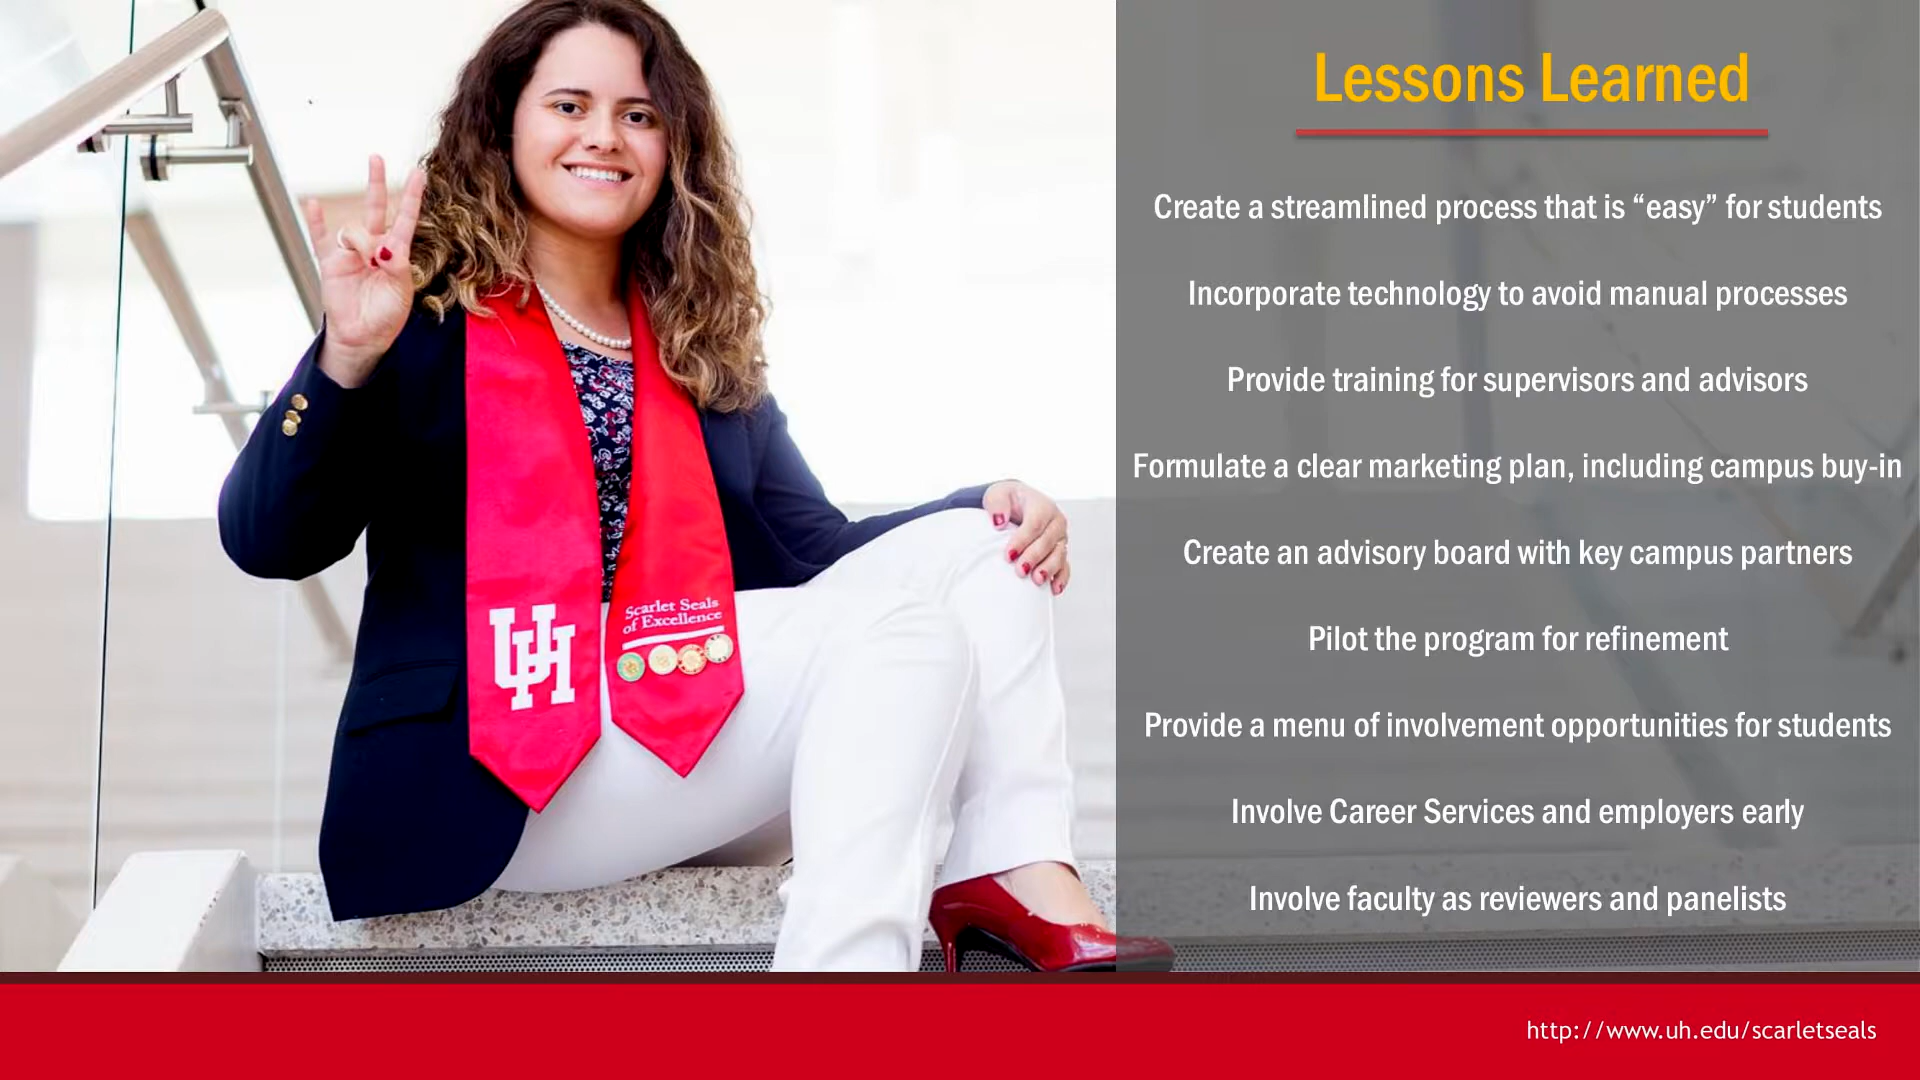 Lessons Learned
Create a streamlined process that is “easy” for students
Incorporate technology to avoid manual processes
Provide training for supervisors and advisors
Formulate a clear marketing plan, including campus buy-in
Create an advisory board with key campus partners
Pilot the program for refinement
Provide a menu of involvement opportunities for students
Involve Career Services and employers early
Involve faculty as reviewers and panelists
UH
Scarlet Seals
of Excellence
http://www.uh.edu/scarletseals